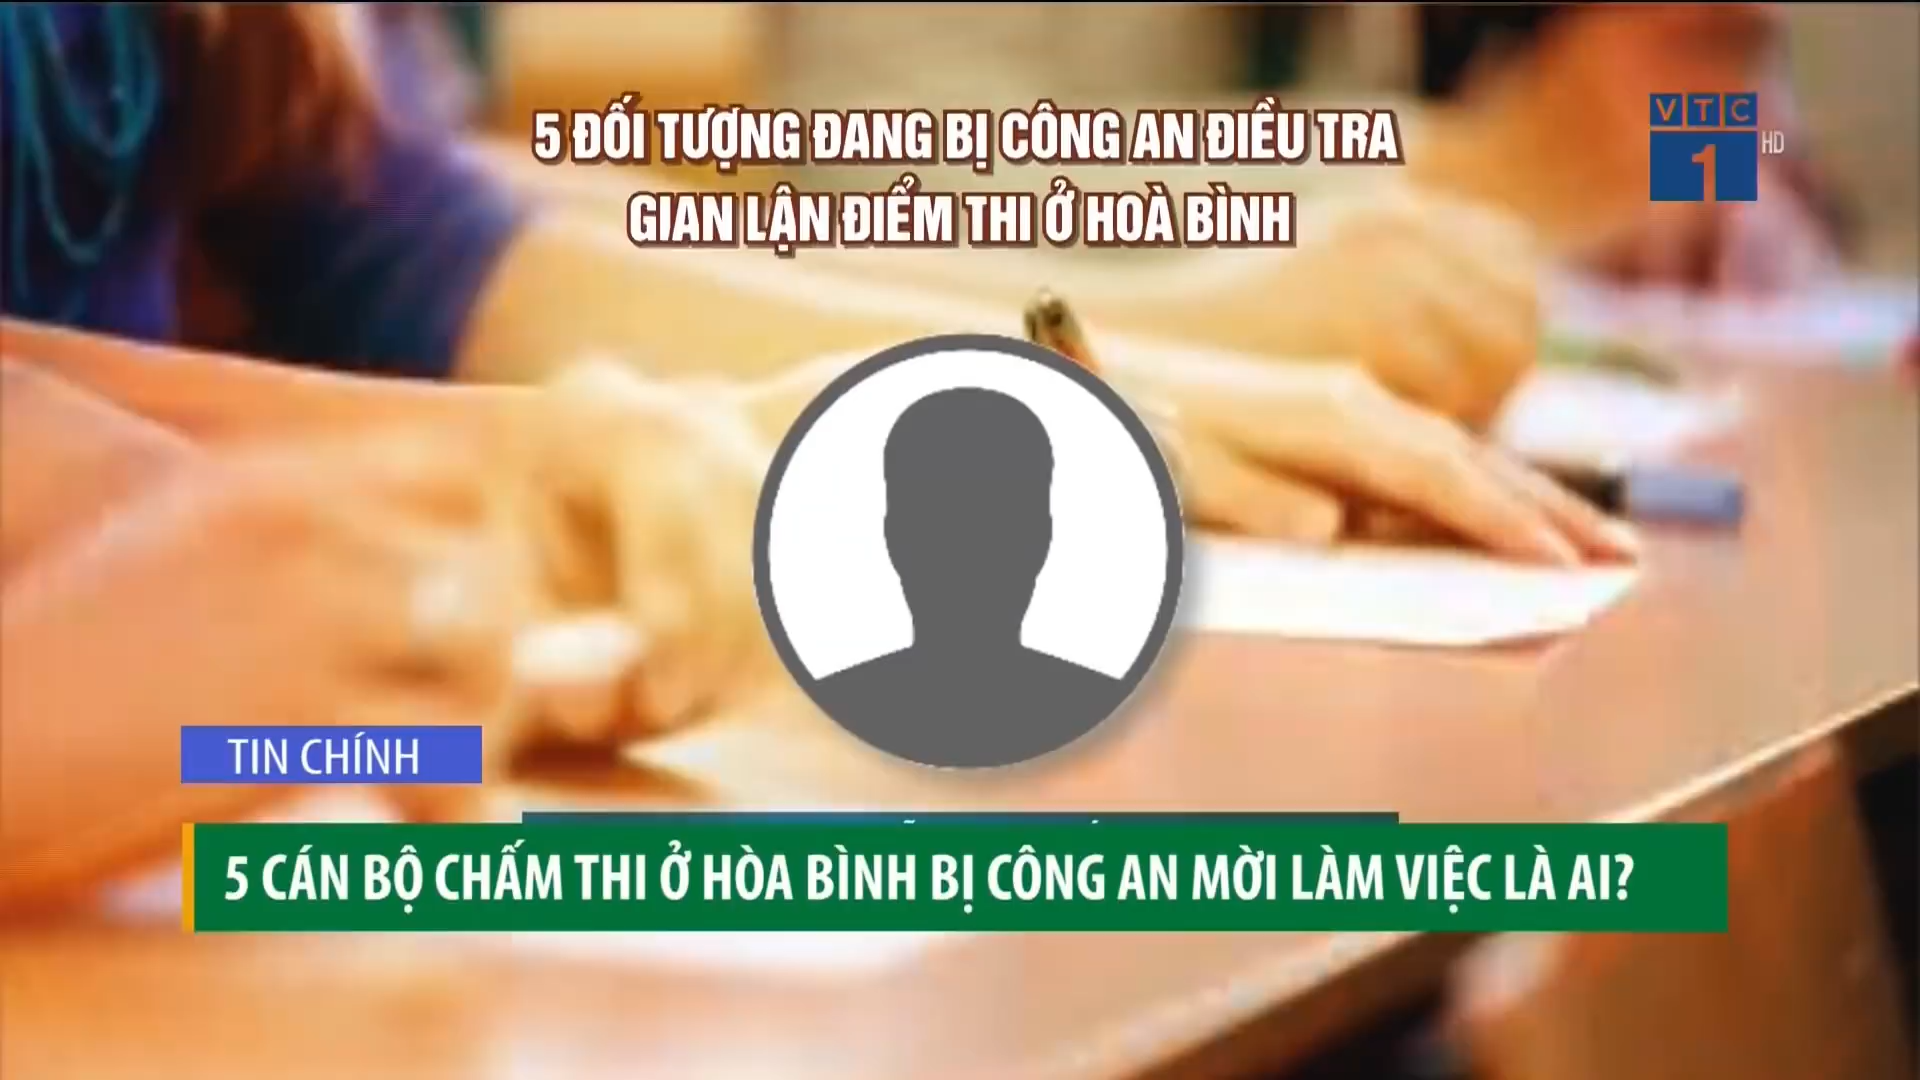 5 ĐỐI TƯỢNG ĐANG BỊ CÔNG AN ĐIỀU TRA
GIAN LẬN ĐIỂM THI Ở HOÀ BÌNH
VTC
1 HD
TIN CHÍNH
5 CÁN BỘ CHẤM THI Ở HÒA BÌNH BỊ CÔNG AN MỜI LÀM VIỆC LÀ AI?